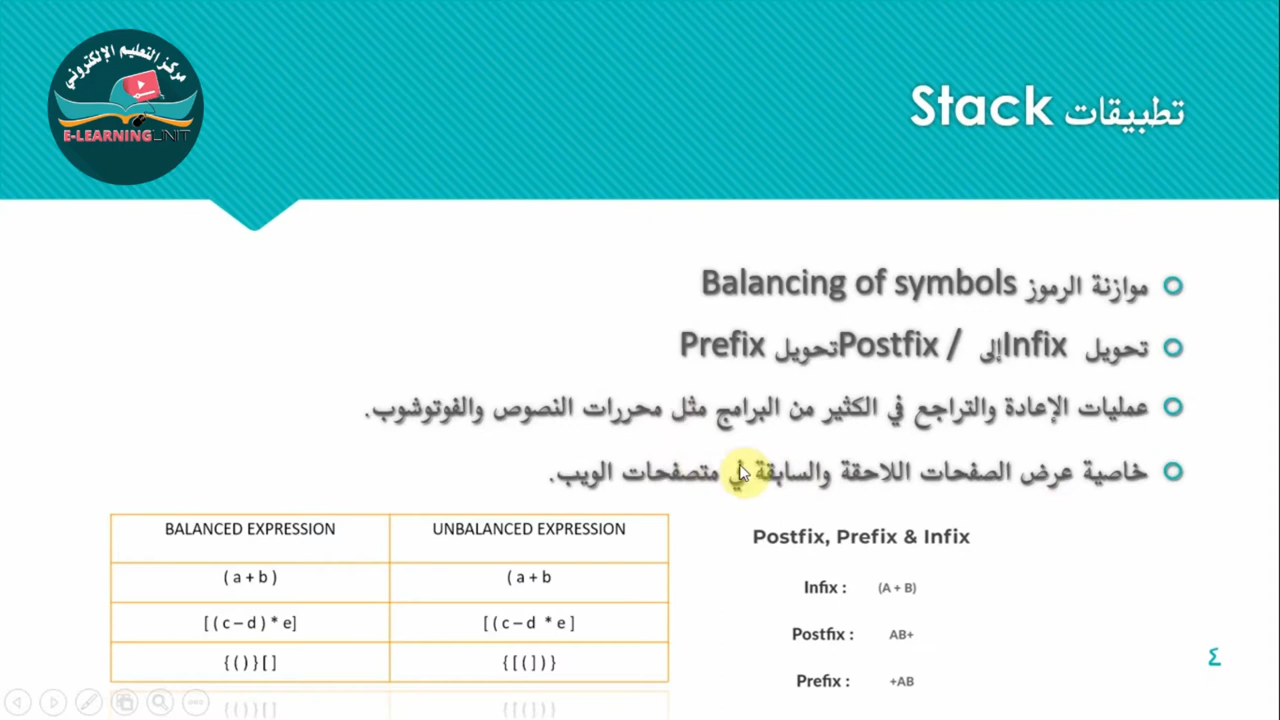 مركز التعليم الإلكتروني
E-LEARNING UNIT
تطبيقات Stack
موازنة الرموز Balancing of symbols
تحويل Infixإلى Postfix / تحويل Prefix
عمليات الإعادة والتراجع في الكثير من البرامج مثل محررات النصوص والفوتوشوب.
خاصية عرض الصفحات اللاحقة والسابقة في متصفحات الويب.
BALANCED EXPRESSION UNBALANCED EXPRESSION
( a + b ) ( a + b
[ ( c – d ) * e] [ ( c – d * e ]
{ ( ) } [ ] { [ ( ] ) }
Postfix, Prefix & Infix
Infix : (A + B)
Postfix : AB+
Prefix : +AB
٤